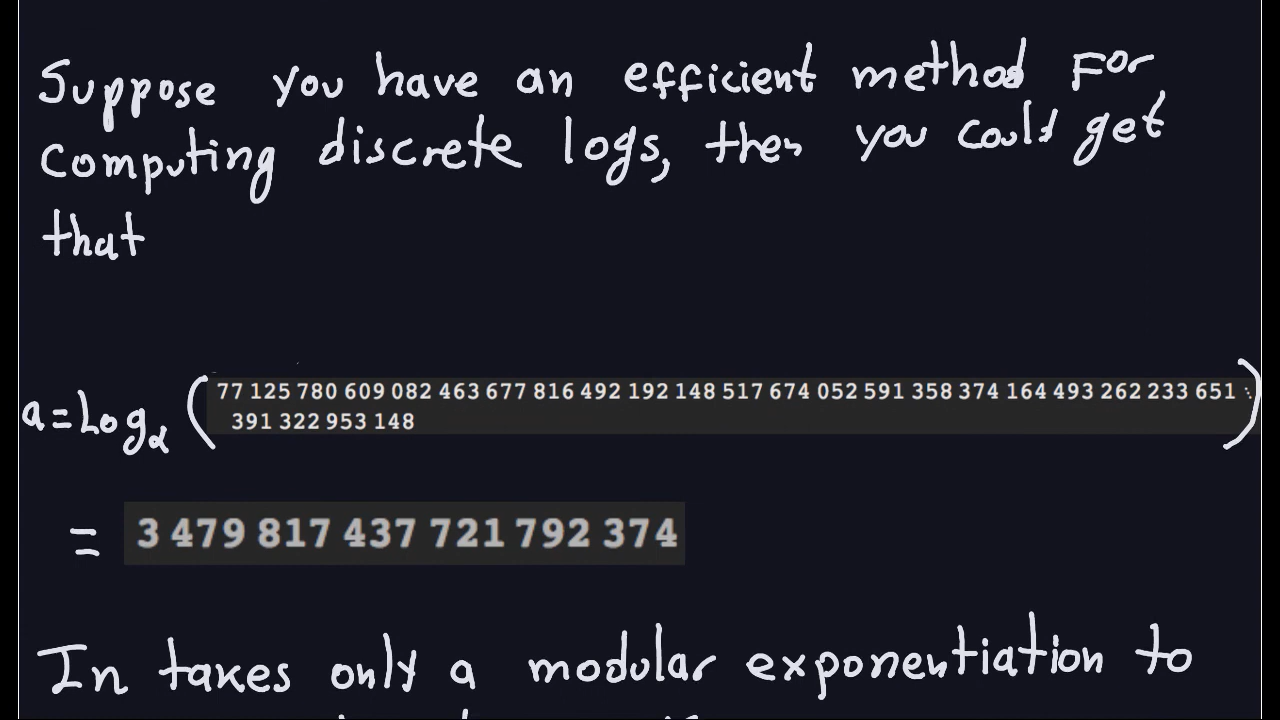 Suppose you have an efficient method For
computing discrete logs, then you could get
that
a = Log α ( 77 125 780 609 082 463 677 816 492 192 148 517 674 052 591 358 374 164 493 262 233 651 ⋱
391 322 953 148 )
= 3 479 817 437 721 792 374
In takes only a modular exponentiation to